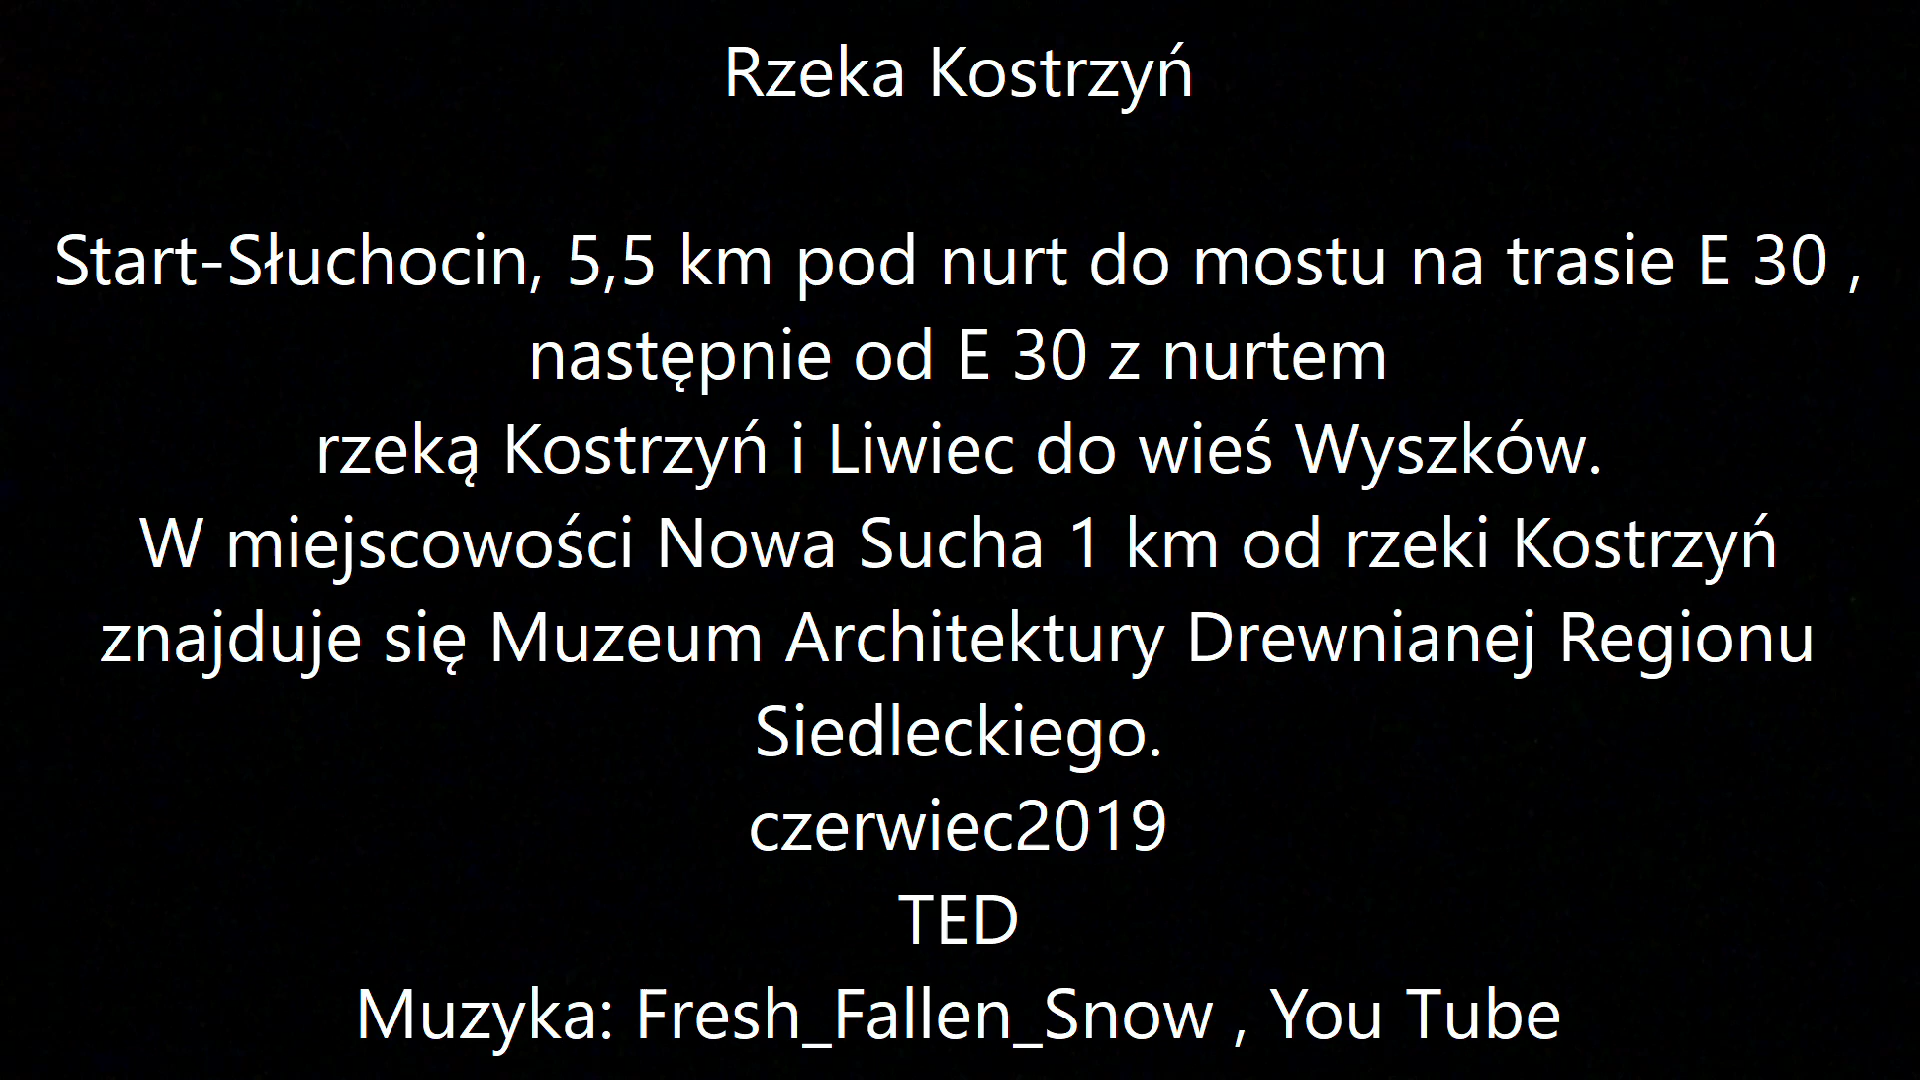 Rzeka Kostrzyń
Start-Słuchocin, 5,5 km pod nurt do mostu na trasie E 30 ,
następnie od E 30 z nurtem
rzeką Kostrzyń i Liwiec do wieś Wyszków.
W miejscowości Nowa Sucha 1 km od rzeki Kostrzyń
znajduje się Muzeum Architektury Drewnianej Regionu
Siedleckiego.
czerwiec2019
TED
Muzyka: Fresh_Fallen_Snow , You Tube